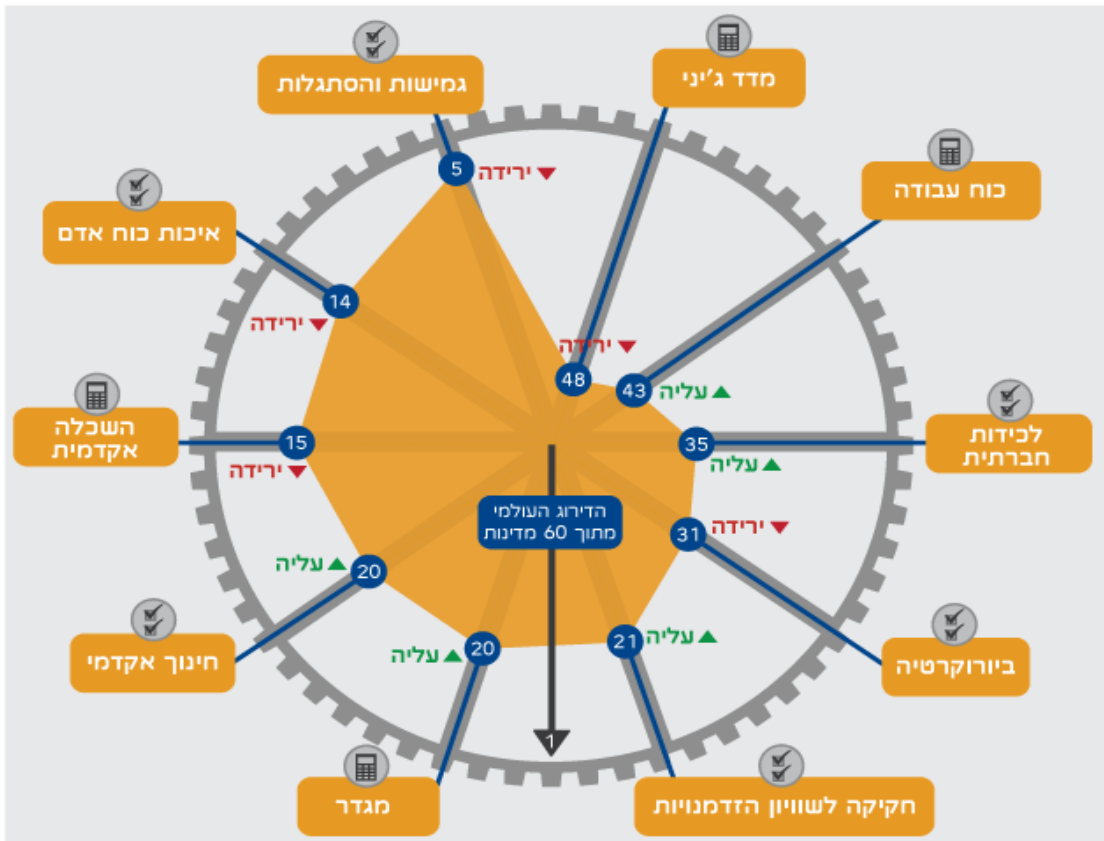 גמישות והסתגלות
5
▼ ירידה
מדד ג'יני
48
▼ ירידה
כוח עבודה
43
▲ עליה
לכידות
חברתית
35
▲ עליה
ביורוקרטיה
31
▼ ירידה
חקיקה לשוויון הזדמנויות
21
▲ עליה
מגדר
20
▲ עליה
חינוך אקדמי
20
▲ עליה
השכלה
אקדמית
15
▼ ירידה
איכות כוח אדם
14
▼ ירידה
הדירוג העולמי
מתוך 60 מדינות
1